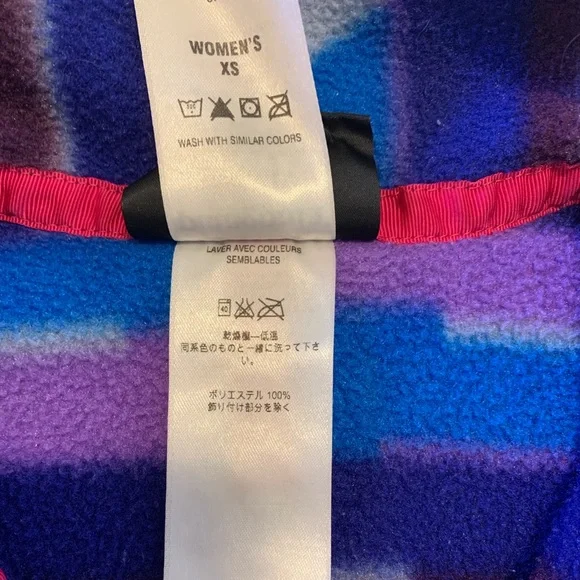 WOMEN'S
XS
WASH WITH SIMILAR COLORS
LAVER AVEC COULEURS
SEMBLABLES
40
乾燥機—低温
同系色のものと一緒に洗って下さ
い。
ポリエステル 100%
飾り付け部分を除く